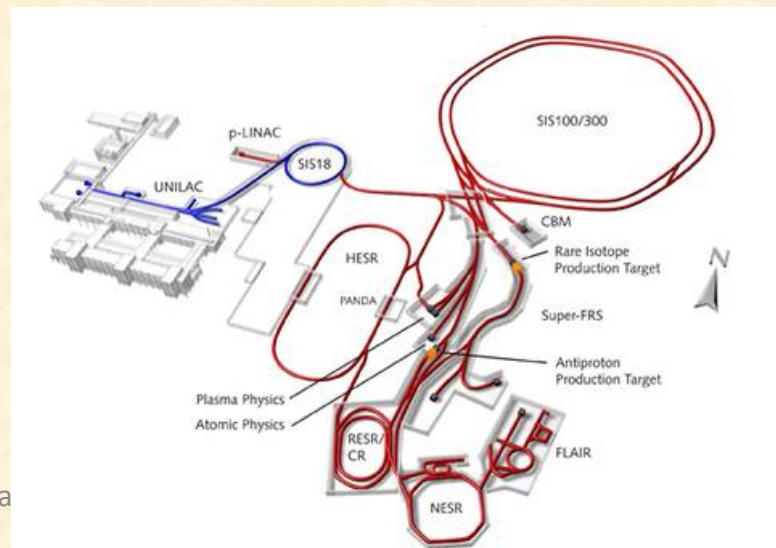 p-LINAC
SIS18
SIS100/300
UNILAC
CBM
HESR
Rare Isotope
Production Target
N
PANDA
Super-FRS
Antiproton
Production Target
Plasma Physics
Atomic Physics
RESR/
CR
FLAIR
NESR
a